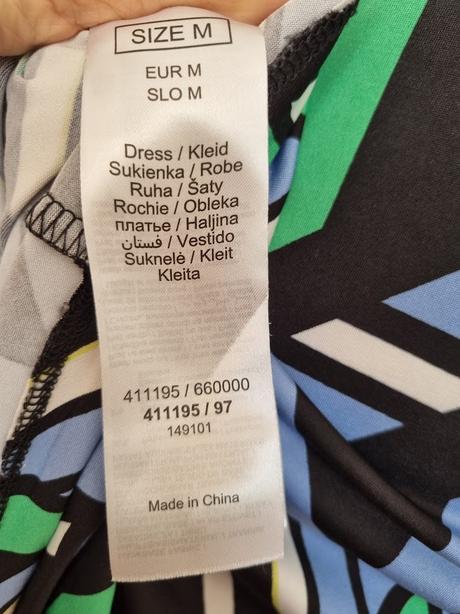 SIZE M
EUR M
SLO M
Dress / Kleid
Sukienka / Robe
Ruha / Šaty
Rochie / Obleka
платье / Haljina
فستان / Vestido
Suknelė / Kleit
Kleita
411195 / 660000
411195 / 97
149101
Made in China